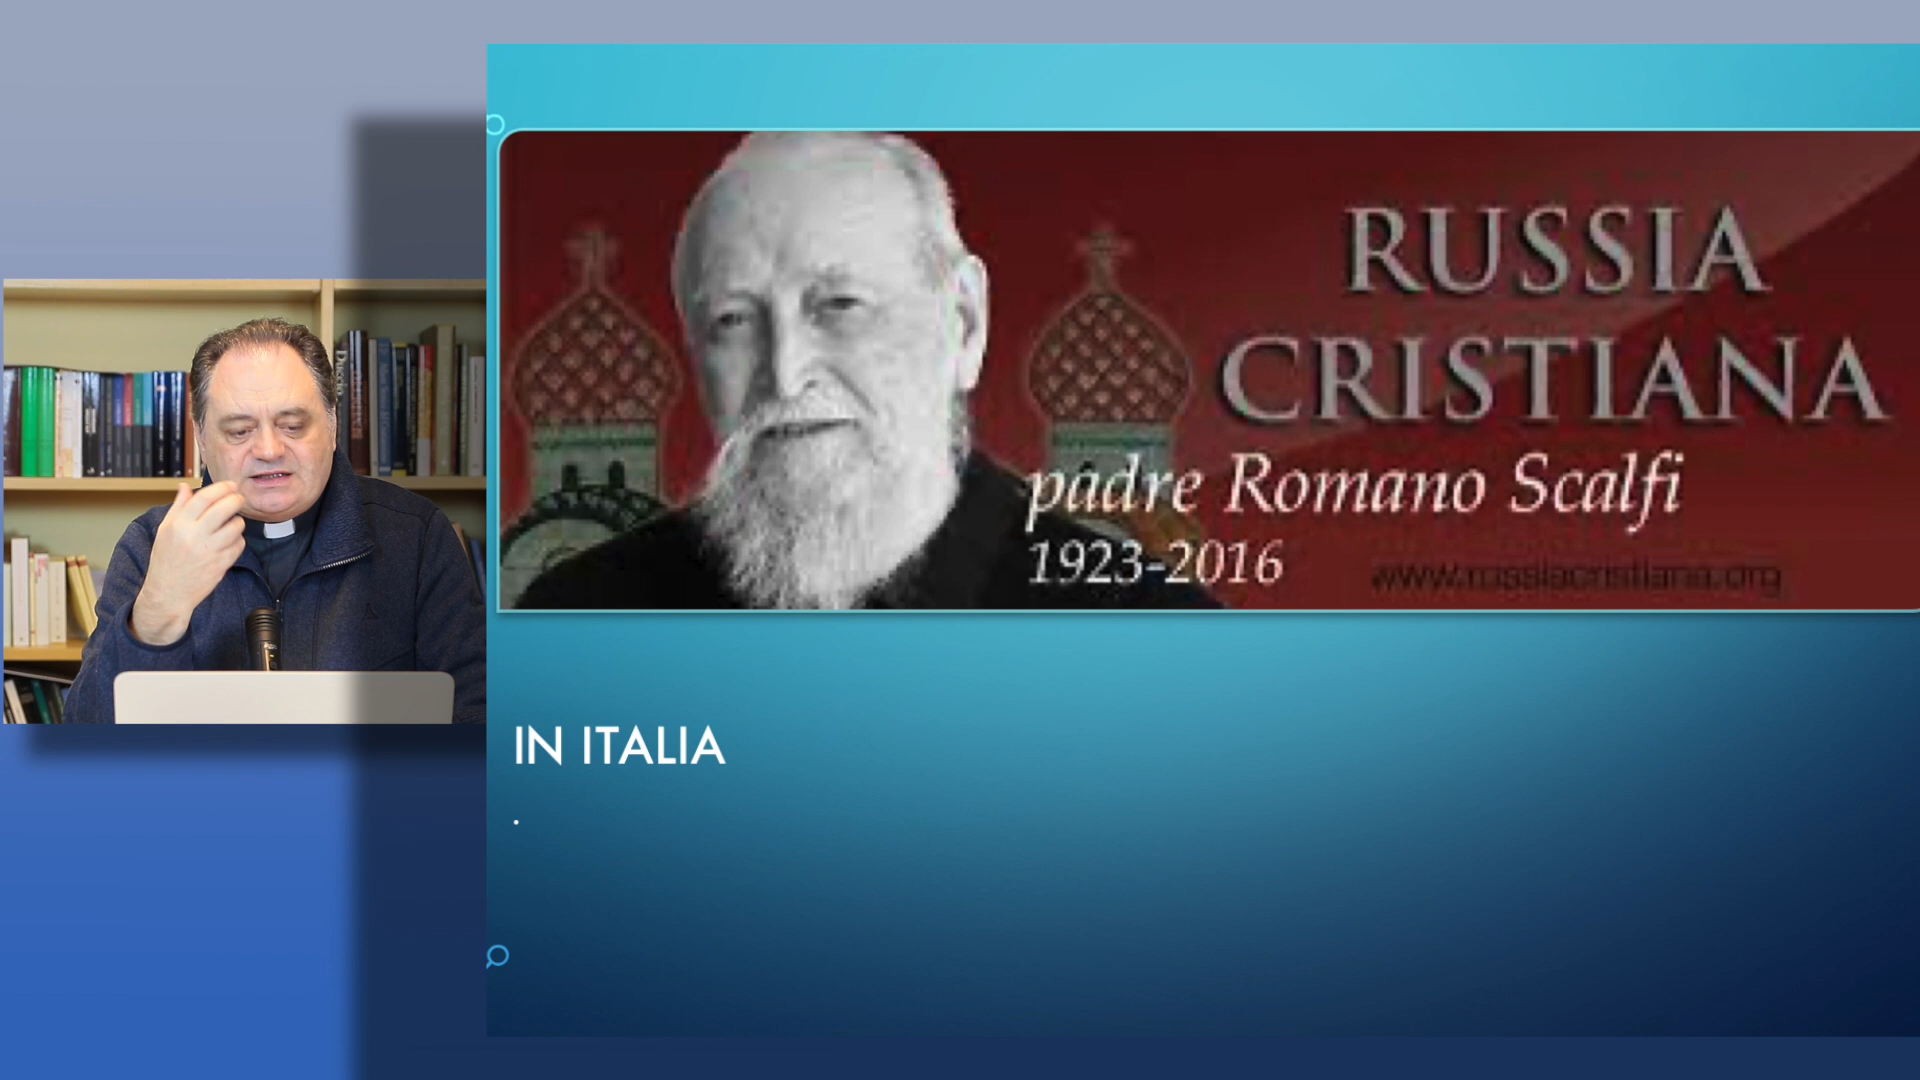 RUSSIA
CRISTIANA
padre Romano Scalfi
1923-2016
www.russiacristiana.org
IN ITALIA
.